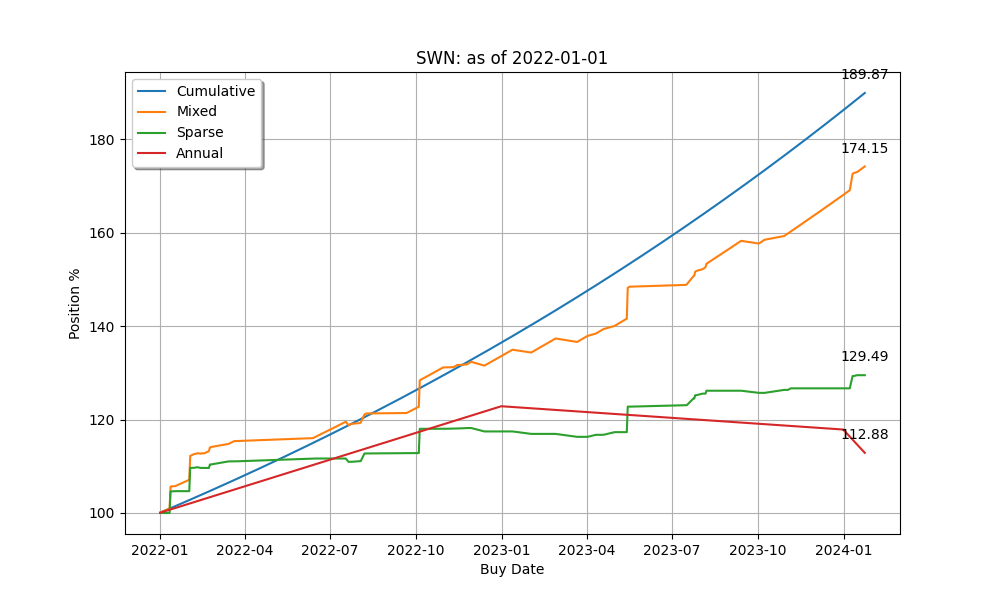 SWN: as of 2022-01-01
189.87
Cumulative
Mixed
Sparse
Annual
174.15
129.49
112.88
180
160
140
120
100
Position %
2022-01 2022-04 2022-07 2022-10 2023-01 2023-04 2023-07 2023-10 2024-01
Buy Date